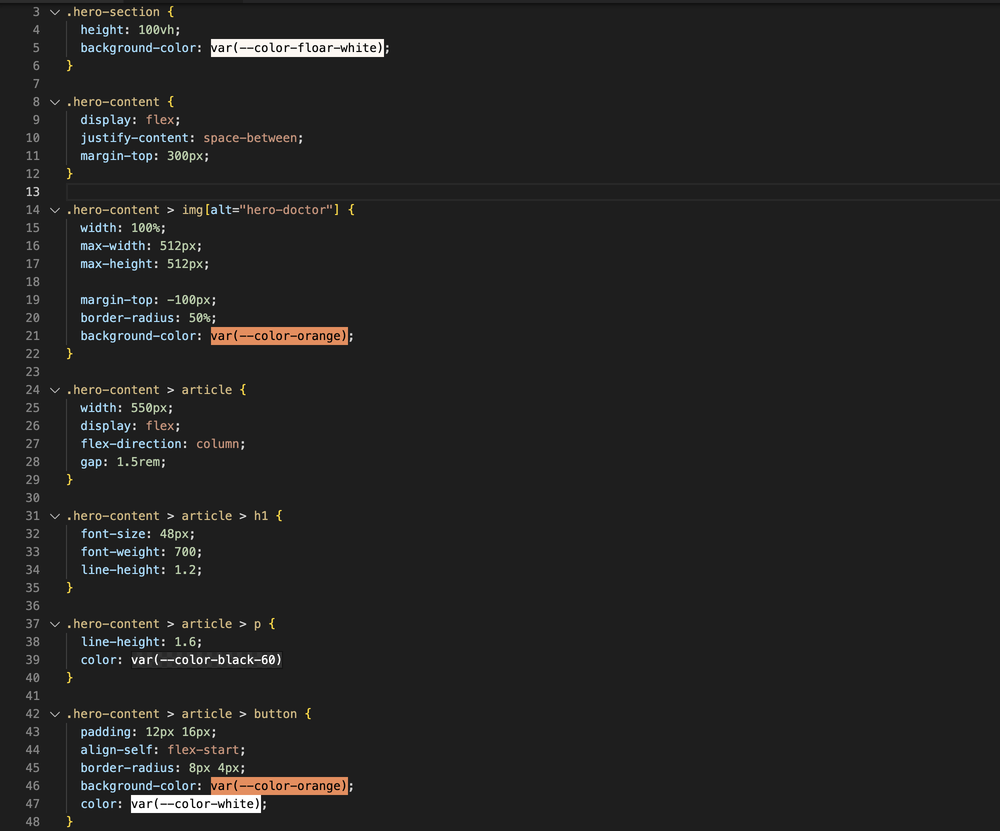 3 .hero-section {
4 height: 100vh;
5 background-color: var(--color-floar-white);
6 }
7
8 .hero-content {
9 display: flex;
10 justify-content: space-between;
11 margin-top: 300px;
12 }
13
14 .hero-content > img[alt="hero-doctor"] {
15 width: 100%;
16 max-width: 512px;
17 max-height: 512px;
18
19 margin-top: -100px;
20 border-radius: 50%;
21 background-color: var(--color-orange);
22 }
23
24 .hero-content > article {
25 width: 550px;
26 display: flex;
27 flex-direction: column;
28 gap: 1.5rem;
29 }
30
31 .hero-content > article > h1 {
32 font-size: 48px;
33 font-weight: 700;
34 line-height: 1.2;
35 }
36
37 .hero-content > article > p {
38 line-height: 1.6;
39 color: var(--color-black-60)
40 }
41
42 .hero-content > article > button {
43 padding: 12px 16px;
44 align-self: flex-start;
45 border-radius: 8px 4px;
46 background-color: var(--color-orange);
47 color: var(--color-white);
48 }